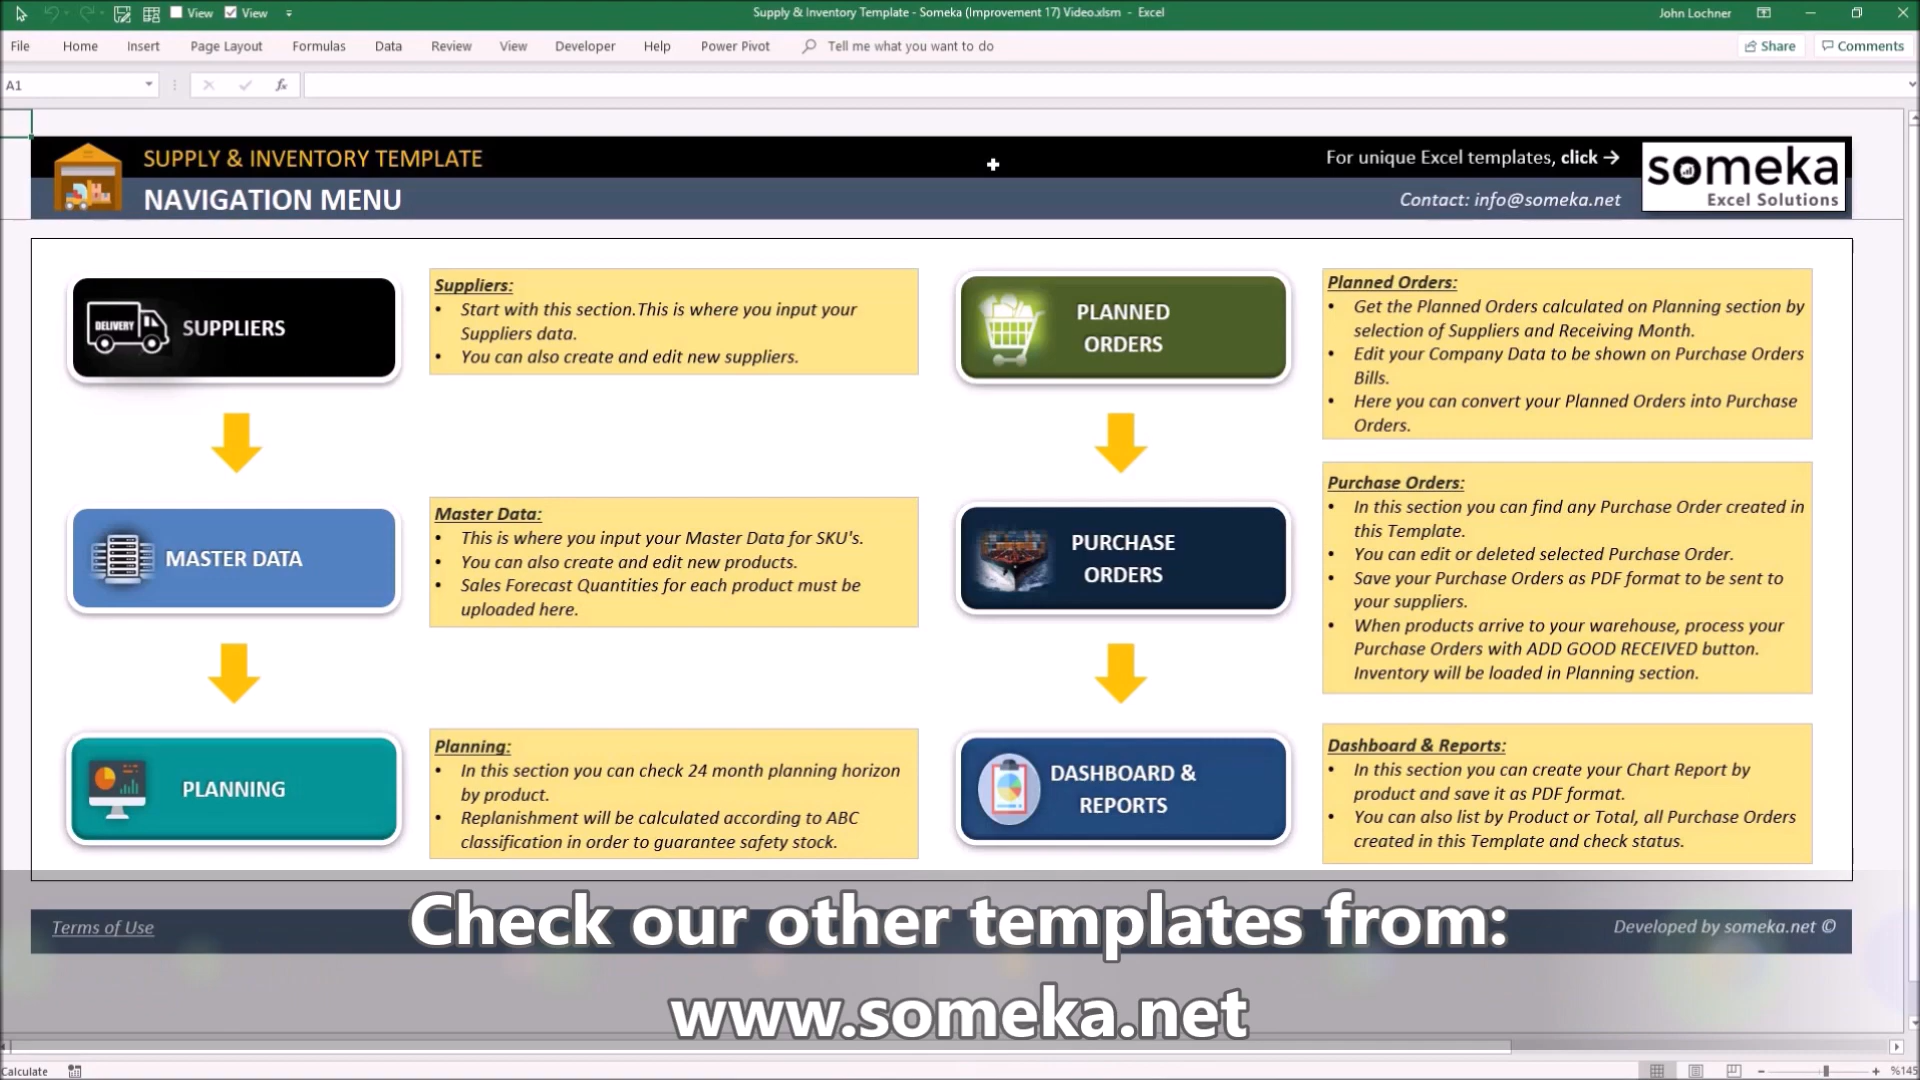 View View
Supply & Inventory Template - Someka (Improvement 17) Video.xlsm - Excel
John Lochner
File Home Insert Page Layout Formulas Data Review View Developer Help Power Pivot Tell me what you want to do
Share Comments
A1
fx
SUPPLY & INVENTORY TEMPLATE
NAVIGATION MENU
For unique Excel templates, click →
Contact: info@someka.net
someka
Excel Solutions
DELIVERY
SUPPLIERS
Suppliers:
• Start with this section.This is where you input your
Suppliers data.
• You can also create and edit new suppliers.
MASTER DATA
Master Data:
• This is where you input your Master Data for SKU's.
• You can also create and edit new products.
• Sales Forecast Quantities for each product must be
uploaded here.
PLANNING
Planning:
• In this section you can check 24 month planning horizon
by product.
• Replanishment will be calculated according to ABC
classification in order to guarantee safety stock.
PLANNED
ORDERS
Planned Orders:
• Get the Planned Orders calculated on Planning section by
selection of Suppliers and Receiving Month.
• Edit your Company Data to be shown on Purchase Orders
Bills.
• Here you can convert your Planned Orders into Purchase
Orders.
PURCHASE
ORDERS
Purchase Orders:
• In this section you can find any Purchase Order created in
this Template.
• You can edit or deleted selected Purchase Order.
• Save your Purchase Orders as PDF format to be sent to
your suppliers.
• When products arrive to your warehouse, process your
Purchase Orders with ADD GOOD RECEIVED button.
Inventory will be loaded in Planning section.
DASHBOARD &
REPORTS
Dashboard & Reports:
• In this section you can create your Chart Report by
product and save it as PDF format.
• You can also list by Product or Total, all Purchase Orders
created in this Template and check status.
Terms of Use
Developed by someka.net ©
Check our other templates from:
www.someka.net
Calculate
%145